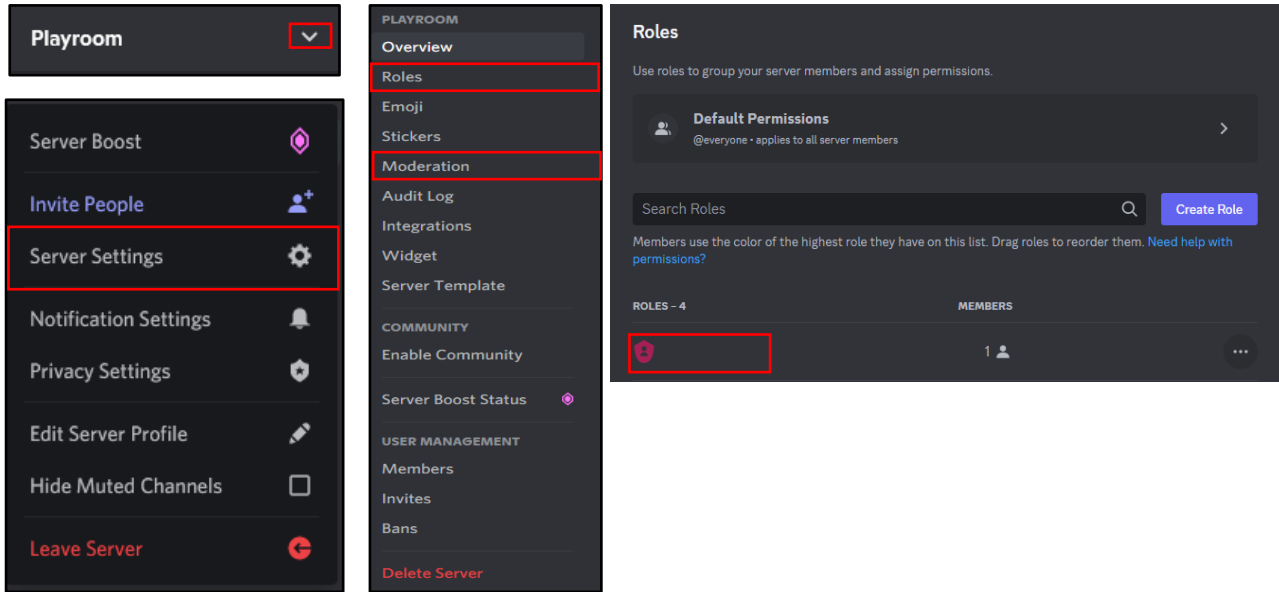 Playroom
Server Boost
Invite People
Server Settings
Notification Settings
Privacy Settings
Edit Server Profile
Hide Muted Channels
Leave Server
PLAYROOM
Overview
Roles
Emoji
Stickers
Moderation
Audit Log
Integrations
Widget
Server Template
COMMUNITY
Enable Community
Server Boost Status
USER MANAGEMENT
Members
Invites
Bans
Delete Server
Roles
Use roles to group your server members and assign permissions.
Default Permissions
@everyone • applies to all server members
Search Roles
Create Role
Members use the color of the highest role they have on this list. Drag roles to reorder them. Need help with
permissions?
ROLES – 4 MEMBERS
1